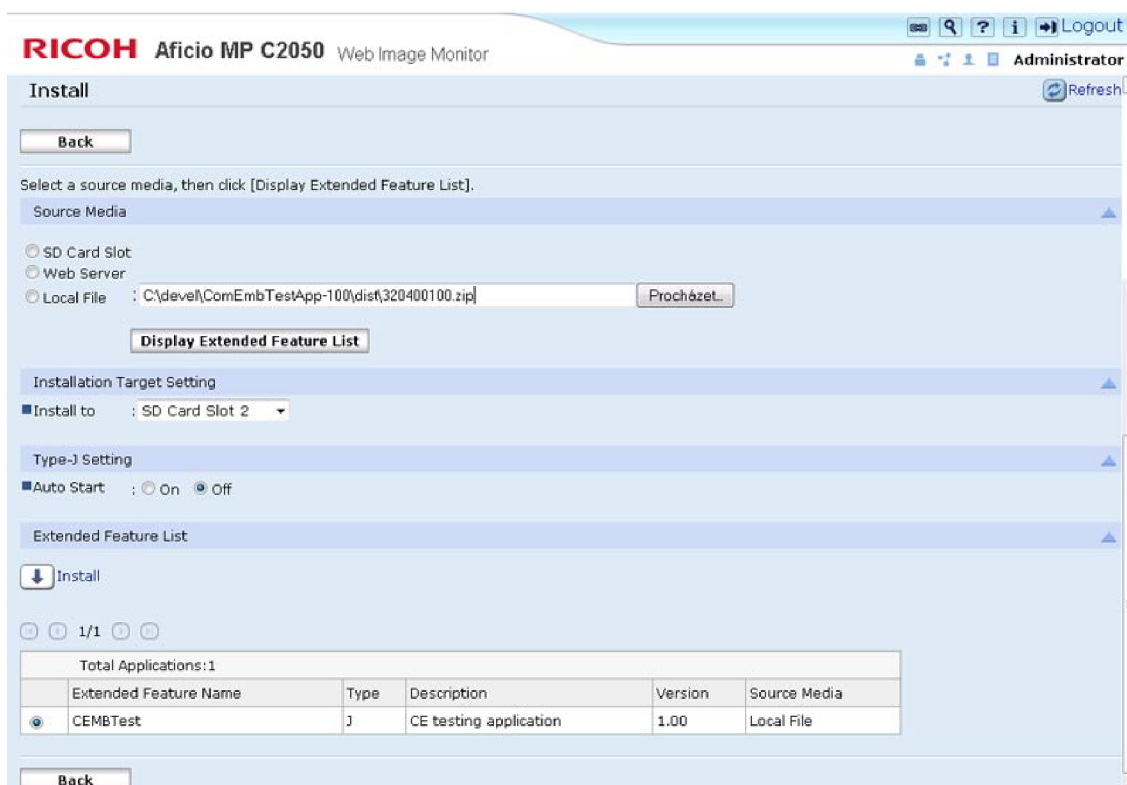 Logout
RICOH Aficio MP C2050 Web Image Monitor
Administrator
Install
Refresh
Back
Select a source media, then click [Display Extended Feature List].
Source Media
SD Card Slot
Web Server
Local File : C:\devel\ComEmbTestApp-100\dist\320400100.zip Procházet..
Display Extended Feature List
Installation Target Setting
Install to : SD Card Slot 2
Type-J Setting
Auto Start : On Off
Extended Feature List
Install
1/1
Total Applications:1
Extended Feature Name Type Description Version Source Media
CEMBTest J CE testing application 1.00 Local File
Back